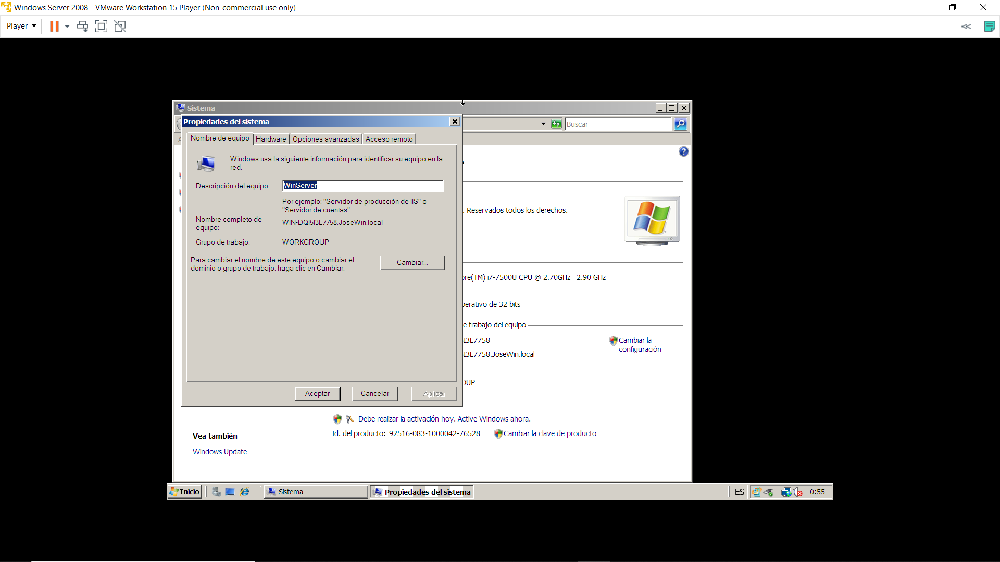 Windows Server 2008 - VMware Workstation 15 Player (Non-commercial use only)
Player
Sistema
Propiedades del sistema
Buscar
Nombre de equipo
Hardware
Opciones avanzadas
Acceso remoto
Windows usa la siguiente información para identificar su equipo en la
red.
Descripción del equipo:
WinServer
Por ejemplo: "Servidor de producción de IIS" o
"Servidor de cuentas".
Nombre completo de
equipo:
WIN-DQI5I3L7758.JoseWin.local
Grupo de trabajo:
WORKGROUP
Para cambiar el nombre de este equipo o cambiar el
dominio o grupo de trabajo, haga clic en Cambiar.
Cambiar...
Aceptar
Cancelar
Aplicar
. Reservados todos los derechos.
ore(TM) i7-7500U CPU @ 2.70GHz 2.90 GHz
perativo de 32 bits
e trabajo del equipo
I3L7758
Cambiar la
configuración
I3L7758.JoseWin.local
OUP
Debe realizar la activación hoy. Active Windows ahora.
Id. del producto: 92516-083-1000042-76528
Cambiar la clave de producto
Vea también
Windows Update
Inicio
Sistema
Propiedades del sistema
ES
0:55